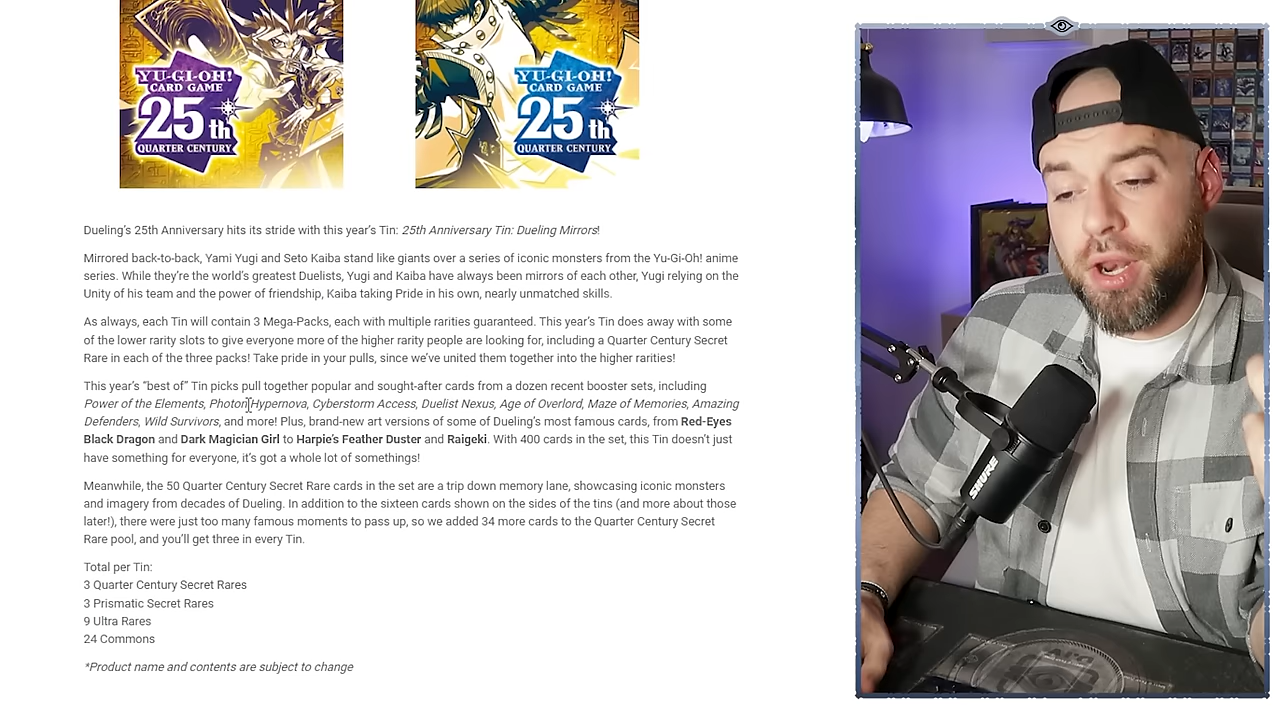 YU-GI-OH!
CARD GAME
25th
QUARTER CENTURY
YU-GI-OH!
CARD GAME
25th
QUARTER CENTURY
Dueling's 25th Anniversary hits its stride with this year's Tin: 25th Anniversary Tin: Dueling Mirrors!
Mirrored back-to-back, Yami Yugi and Seto Kaiba stand like giants over a series of iconic monsters from the Yu-Gi-Oh! anime
series. While they're the world's greatest Duelists, Yugi and Kaiba have always been mirrors of each other, Yugi relying on the
Unity of his team and the power of friendship, Kaiba taking Pride in his own, nearly unmatched skills.
As always, each Tin will contain 3 Mega-Packs, each with multiple rarities guaranteed. This year's Tin does away with some
of the lower rarity slots to give everyone more of the higher rarity people are looking for, including a Quarter Century Secret
Rare in each of the three packs! Take pride in your pulls, since we've united them together into the higher rarities!
This year's “best of” Tin picks pull together popular and sought-after cards from a dozen recent booster sets, including
Power of the Elements, Photon Hypernova, Cyberstorm Access, Duelist Nexus, Age of Overlord, Maze of Memories, Amazing
Defenders, Wild Survivors, and more! Plus, brand-new art versions of some of Dueling's most famous cards, from Red-Eyes
Black Dragon and Dark Magician Girl to Harpie's Feather Duster and Raigeki. With 400 cards in the set, this Tin doesn't just
have something for everyone, it's got a whole lot of somethings!
Meanwhile, the 50 Quarter Century Secret Rare cards in the set are a trip down memory lane, showcasing iconic monsters
and imagery from decades of Dueling. In addition to the sixteen cards shown on the sides of the tins (and more about those
later!), there were just too many famous moments to pass up, so we added 34 more cards to the Quarter Century Secret
Rare pool, and you'll get three in every Tin.
Total per Tin:
3 Quarter Century Secret Rares
3 Prismatic Secret Rares
9 Ultra Rares
24 Commons
*Product name and contents are subject to change
SHURE